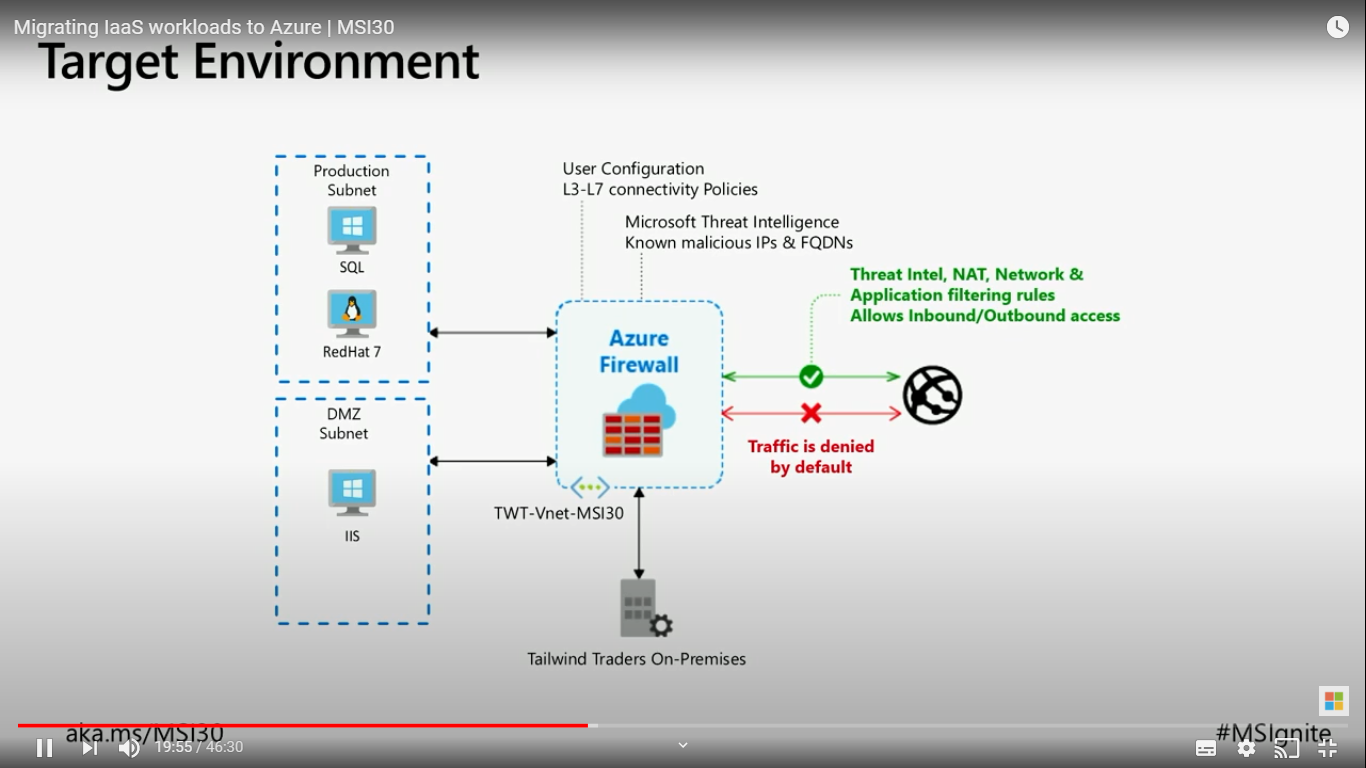 Migrating IaaS workloads to Azure | MSI30
Target Environment
Production
Subnet
SQL
RedHat 7
DMZ
Subnet
IIS
User Configuration
L3-L7 connectivity Policies
Microsoft Threat Intelligence
Known malicious IPs & FQDNs
Azure
Firewall
TWT-Vnet-MSI30
Threat Intel, NAT, Network &
Application filtering rules
Allows Inbound/Outbound access
Traffic is denied
by default
Tailwind Traders On-Premises
aka.ms/MSI30
#MSIgnite
19:55 / 46:30